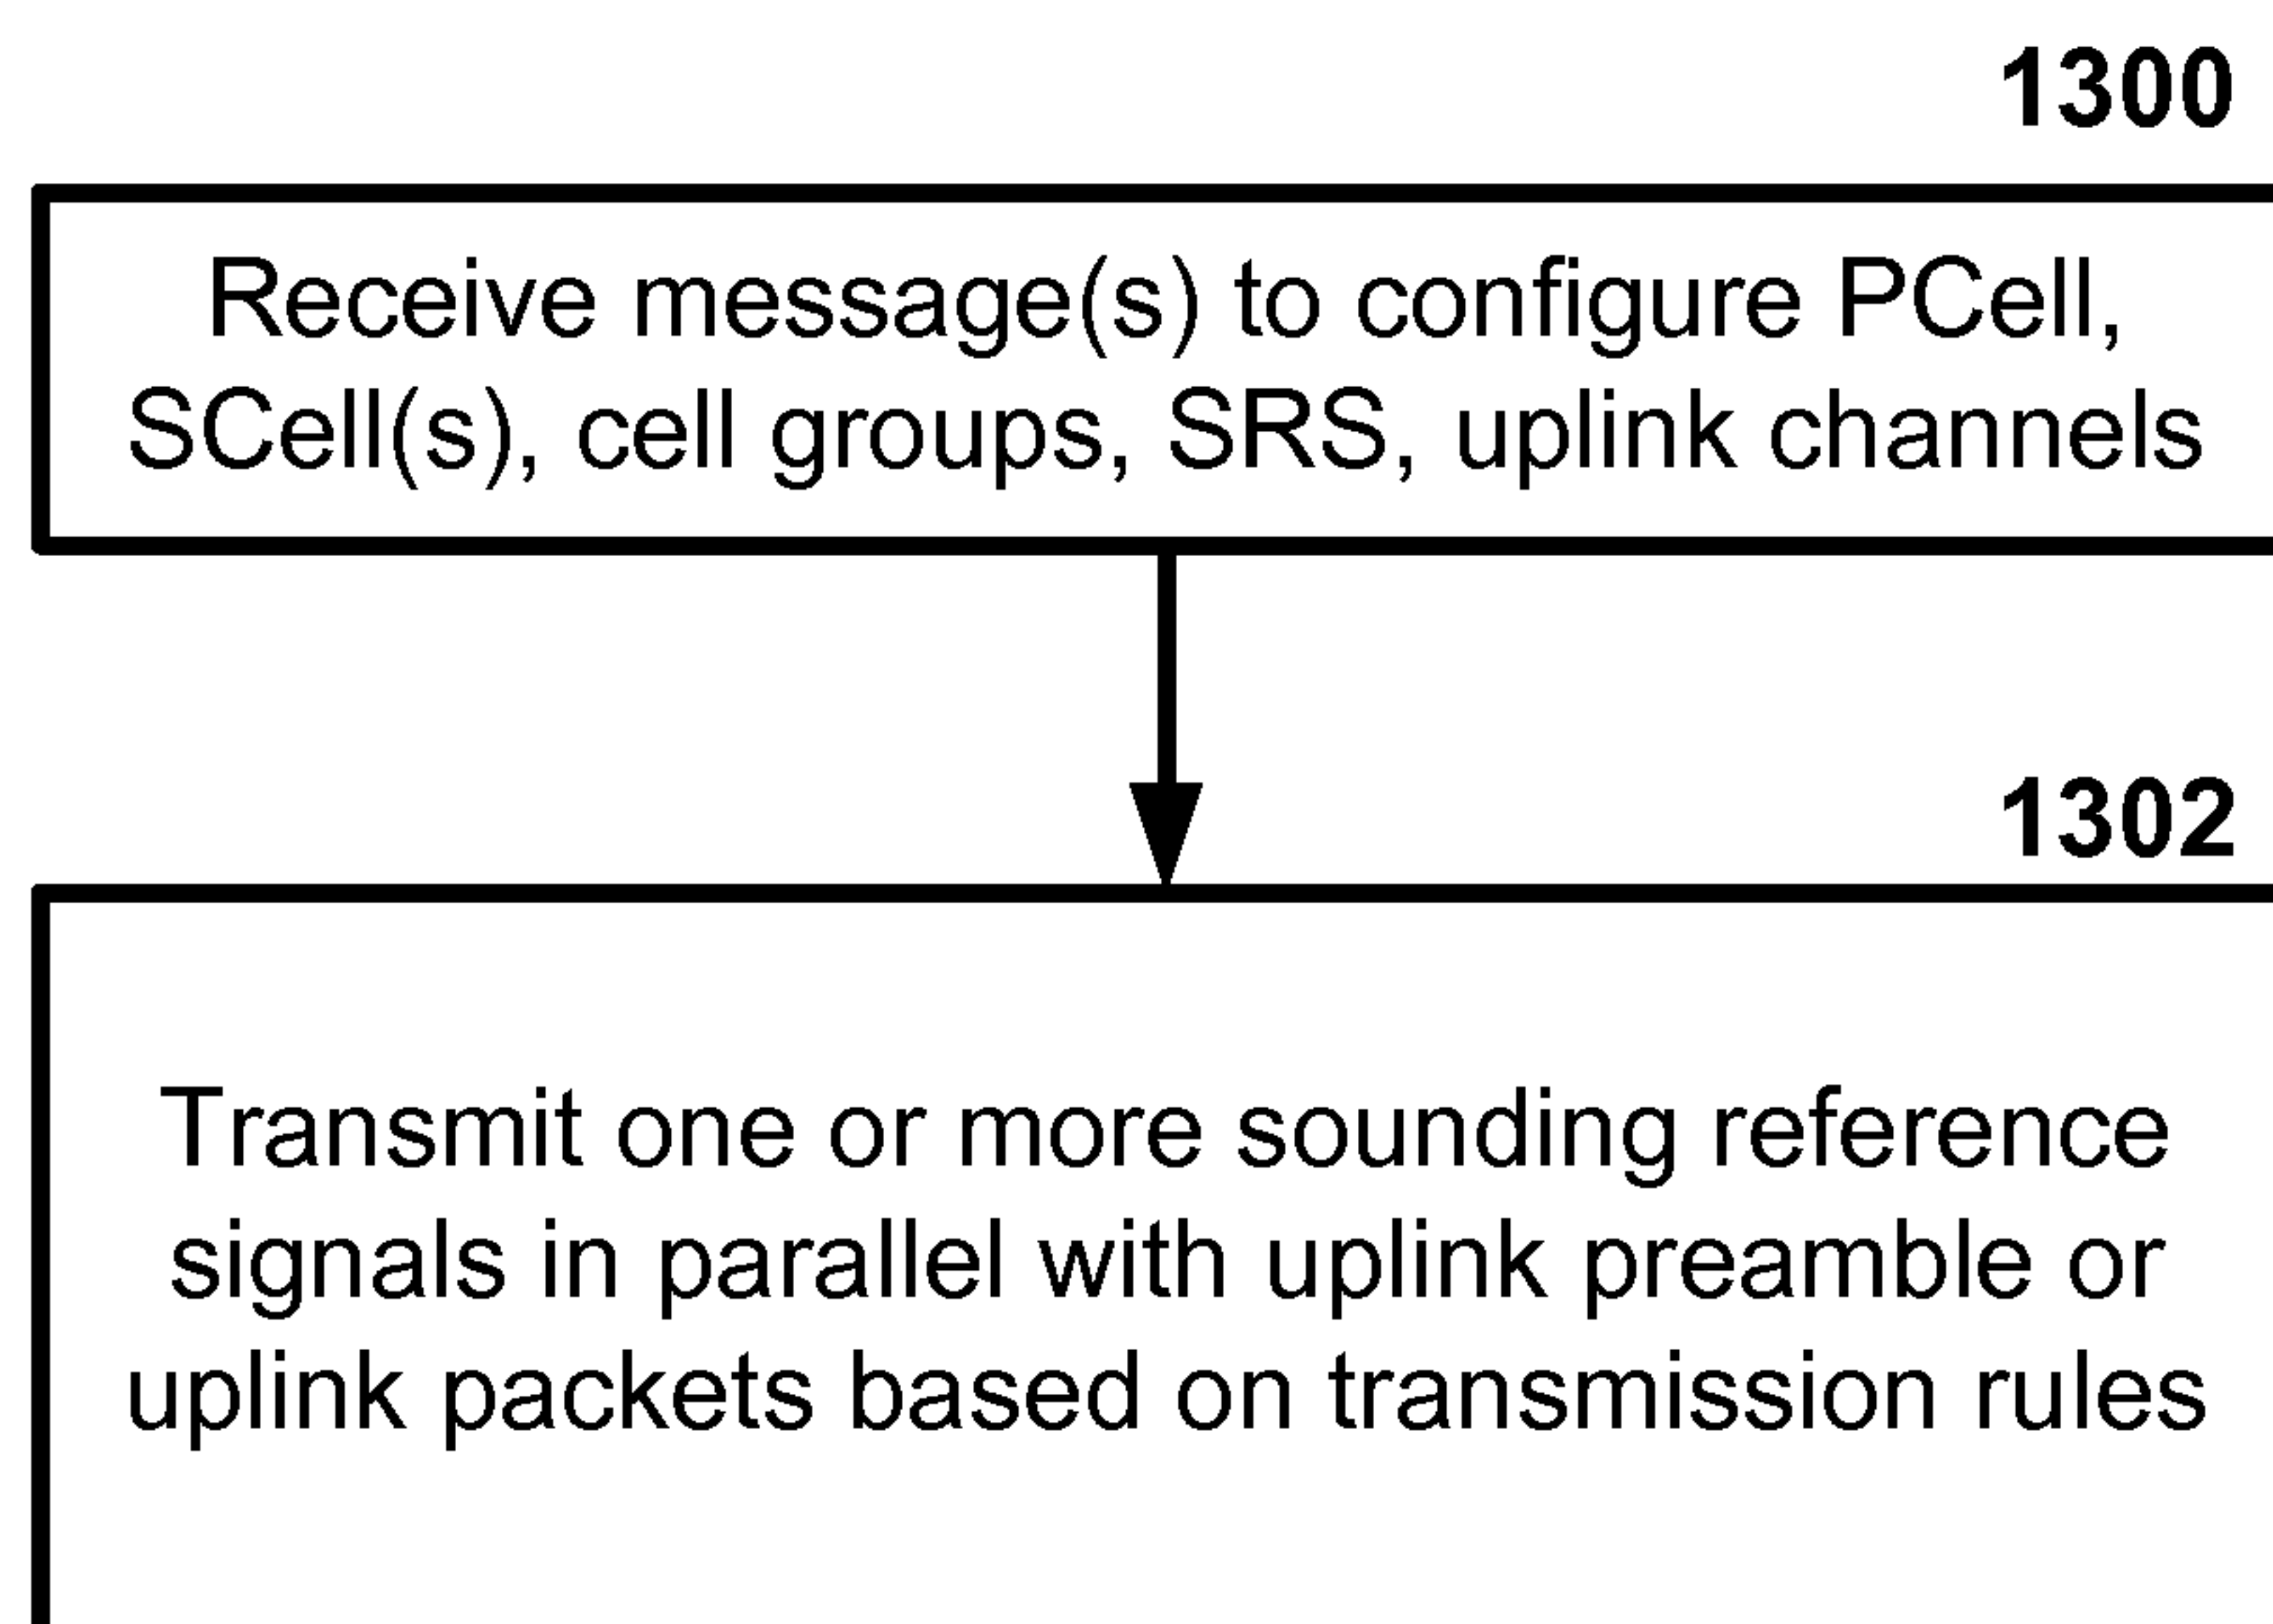 1300
Receive message(s) to configure PCell,
SCell(s), cell groups, SRS, uplink channels
1302
Transmit one or more sounding reference
signals in parallel with uplink preamble or
uplink packets based on transmission rules